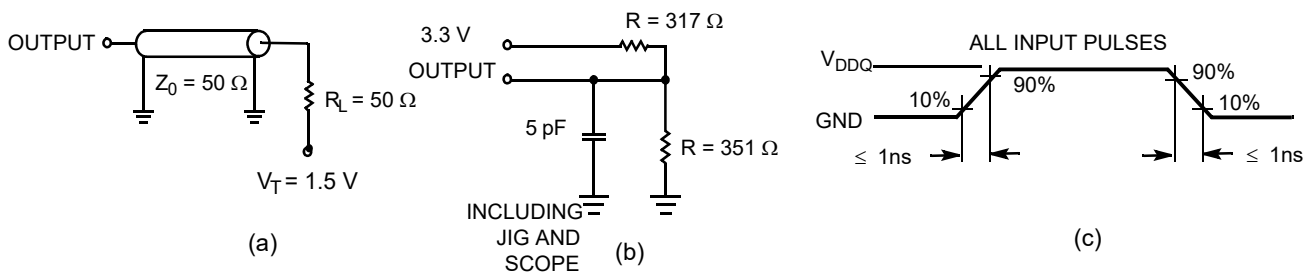 OUTPUT
Z0 = 50 Ω
RL = 50 Ω
VT = 1.5 V
(a)
R = 317 Ω
3.3 V
OUTPUT
5 pF
R = 351 Ω
INCLUDING
JIG AND
SCOPE
(b)
ALL INPUT PULSES
VDDQ
GND
10%
90%
90%
10%
≤ 1ns
≤ 1ns
(c)